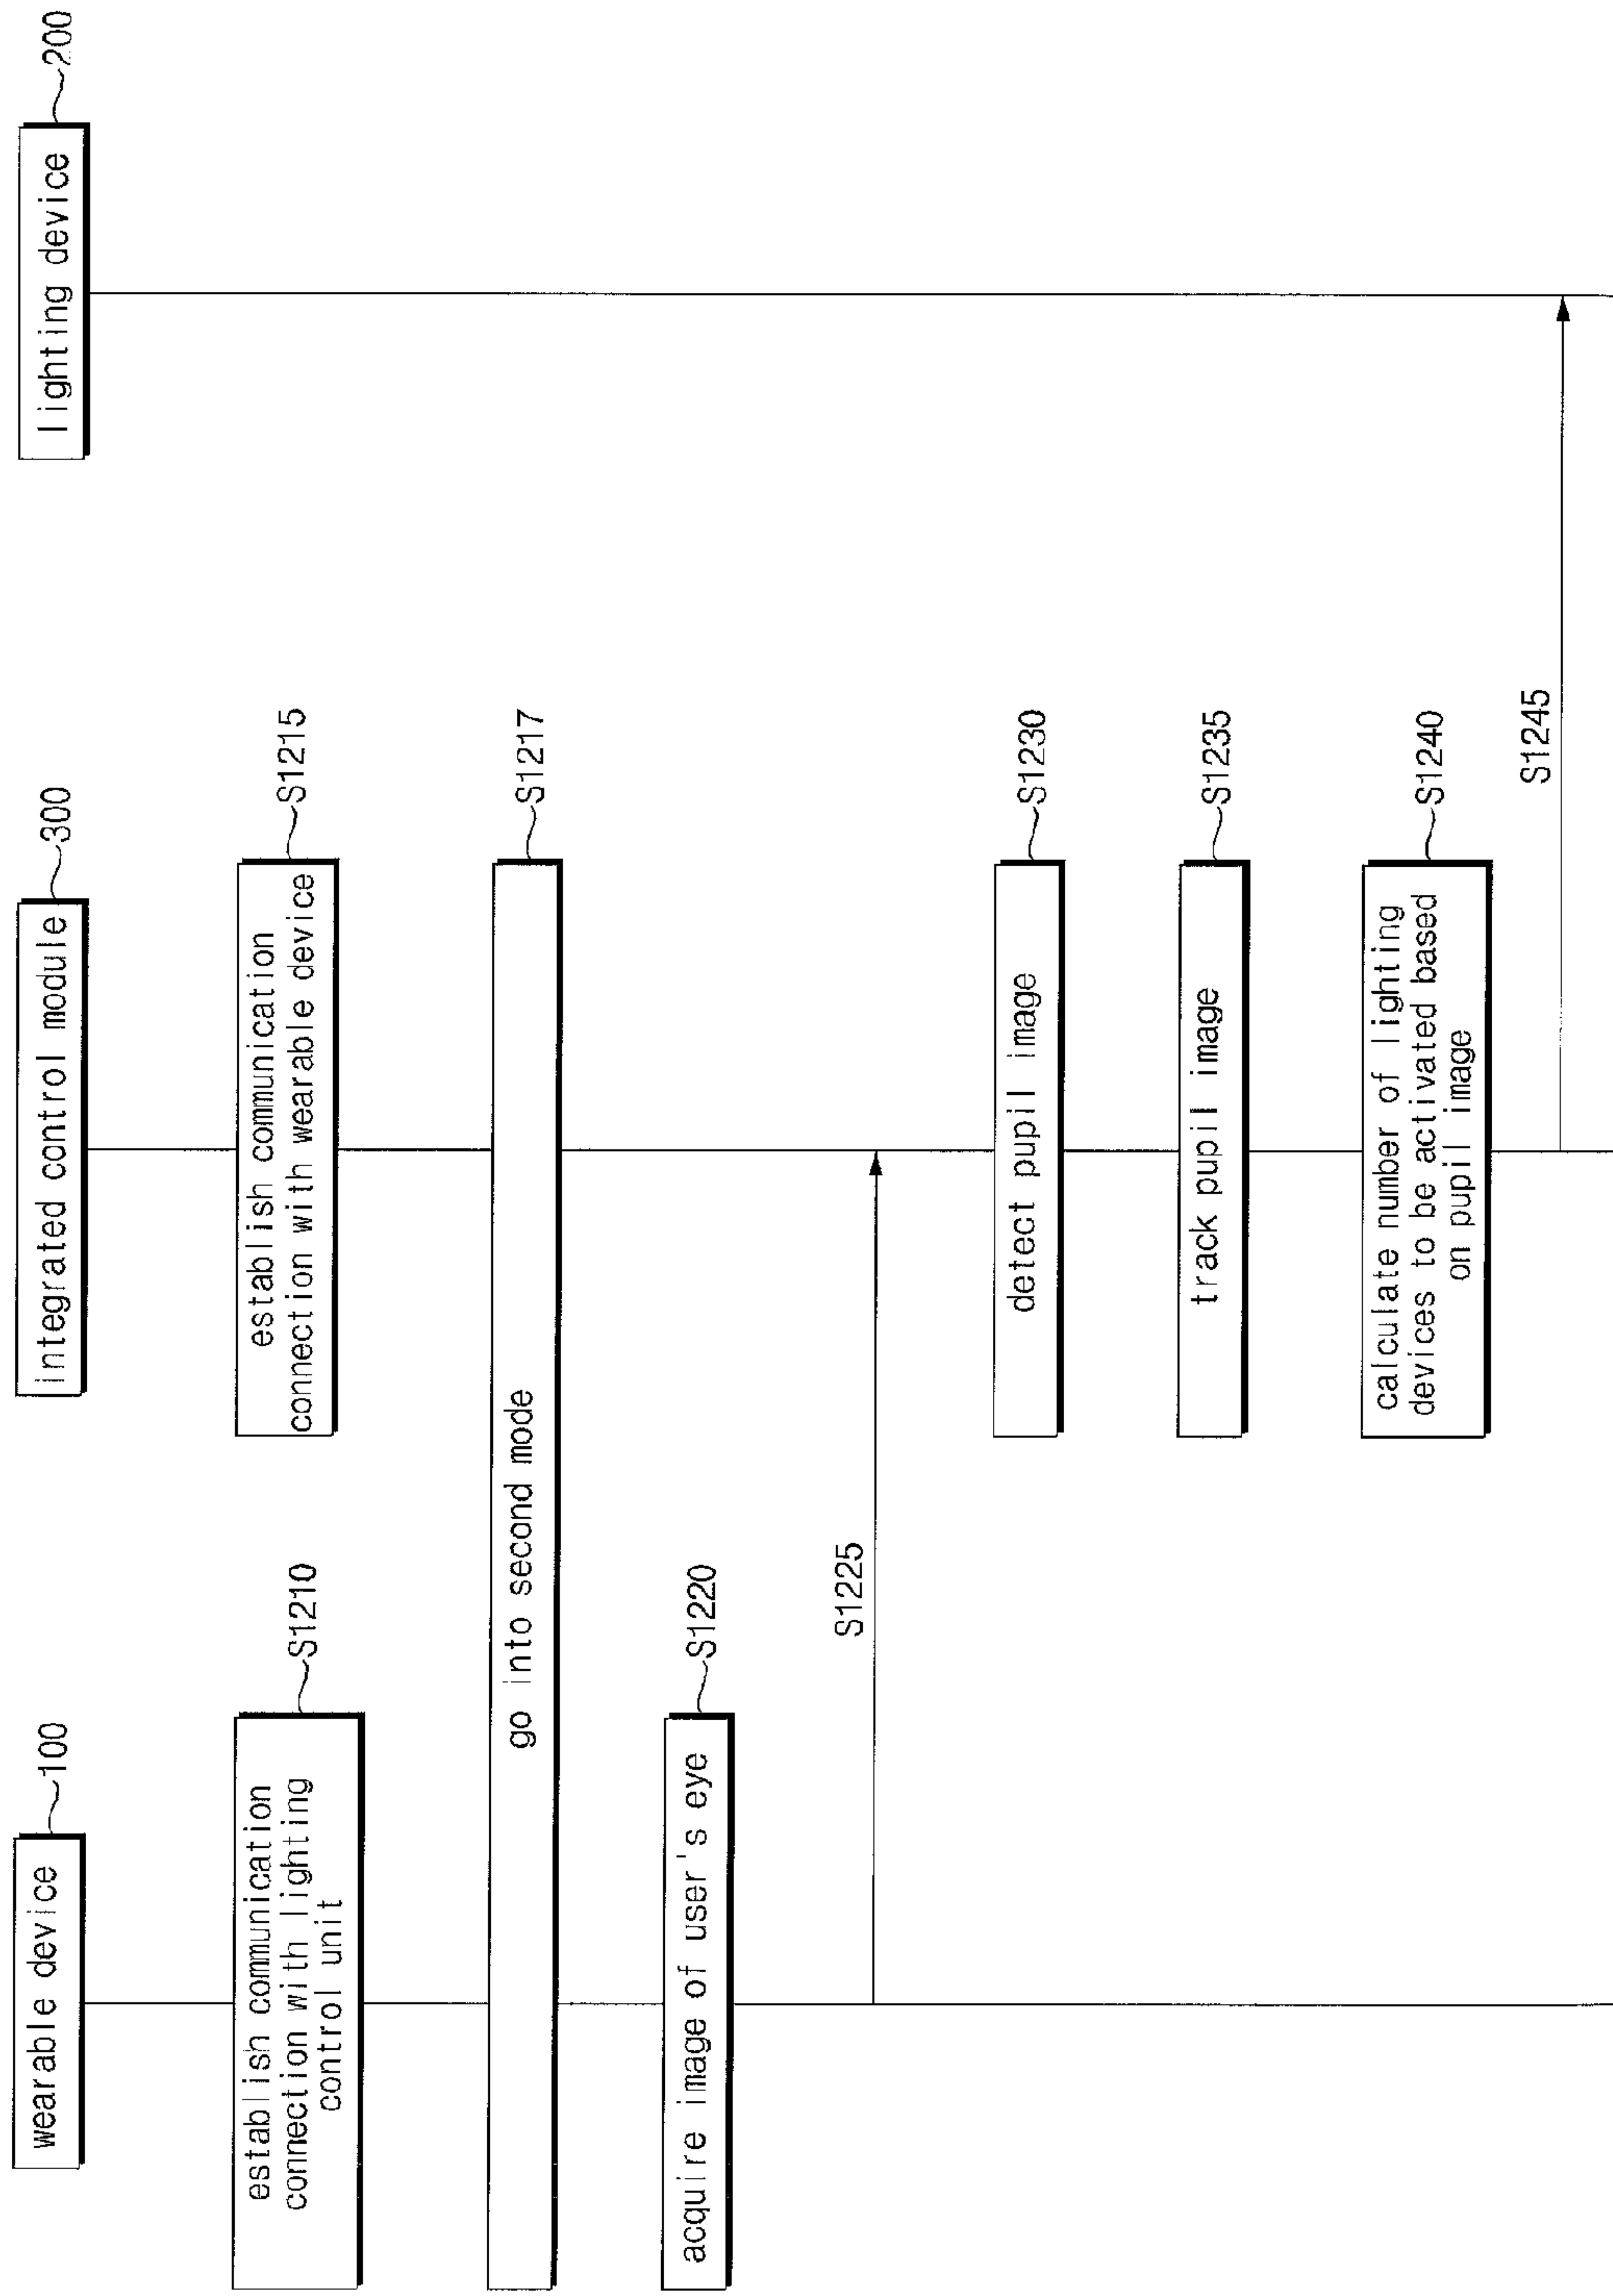 wearable device
100
integrated control module
300
lighting device
200
establish communication
connection with lighting
control unit
S1210
establish communication
connection with wearable device
S1215
go into second mode
S1217
acquire image of user's eye
S1220
S1225
detect pupil image
S1230
track pupil image
S1235
calculate number of lighting
devices to be activated based
on pupil image
S1240
S1245